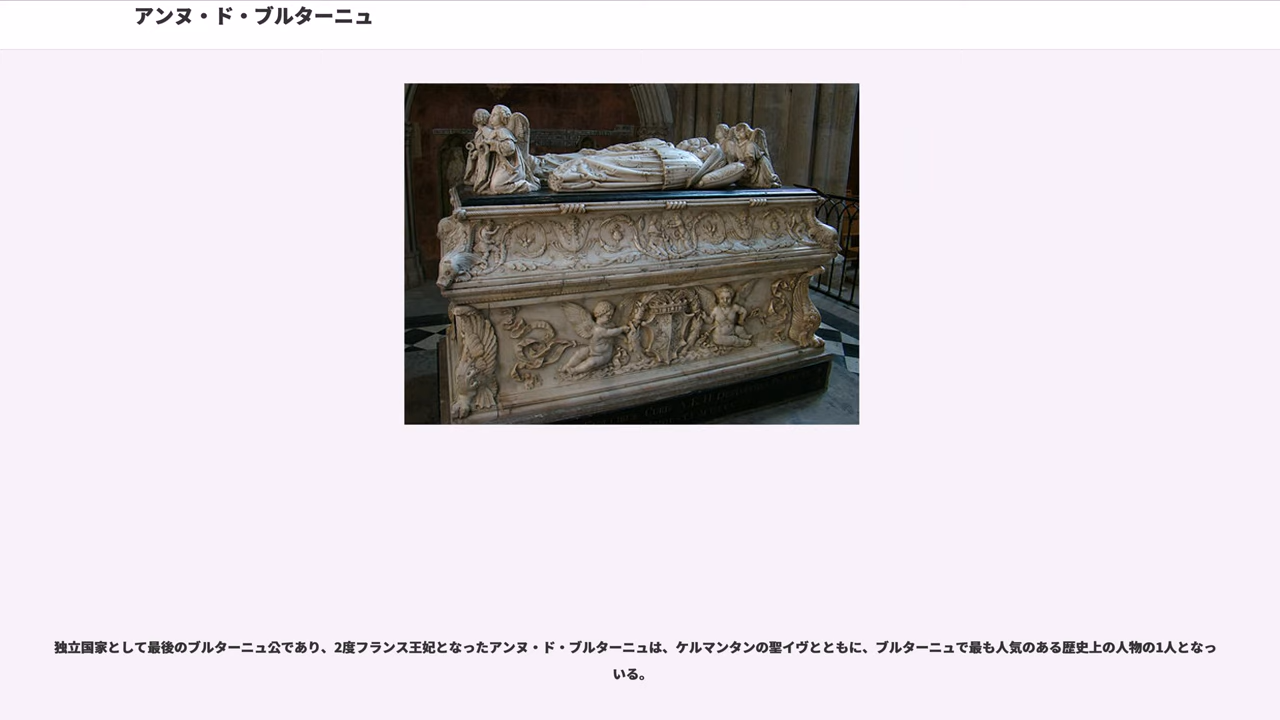 アンヌ・ド・ブルターニュ
独立国家として最後のブルターニュ公であり、2度フランス王妃となったアンヌ・ド・ブルターニュは、ケルマンタンの聖イヴとともに、ブルターニュで最も人気のある歴史上の人物の1人となっ
いる。